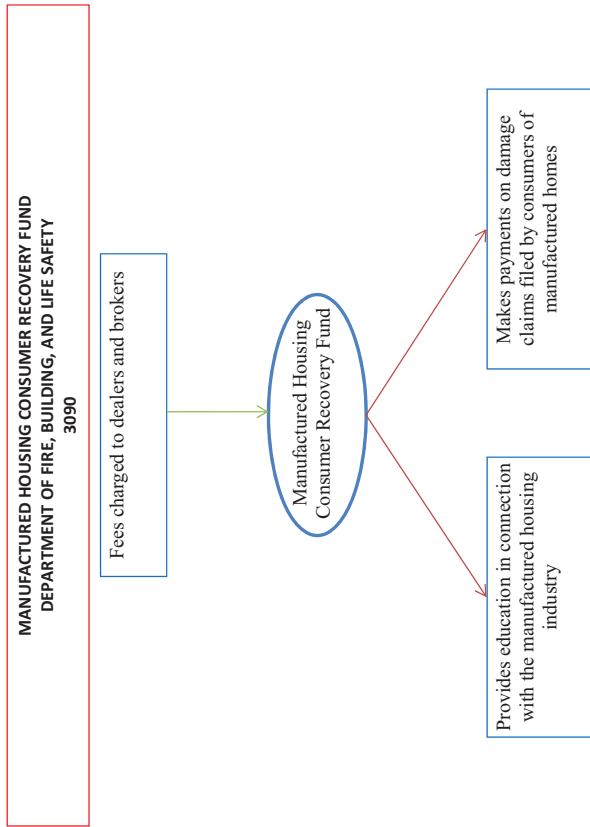 MANUFACTURED HOUSING CONSUMER RECOVERY FUND
DEPARTMENT OF FIRE, BUILDING, AND LIFE SAFETY
3090
Fees charged to dealers and brokers
Manufactured Housing
Consumer Recovery Fund
Provides education in connection
with the manufactured housing
industry
Makes payments on damage
claims filed by consumers of
manufactured homes